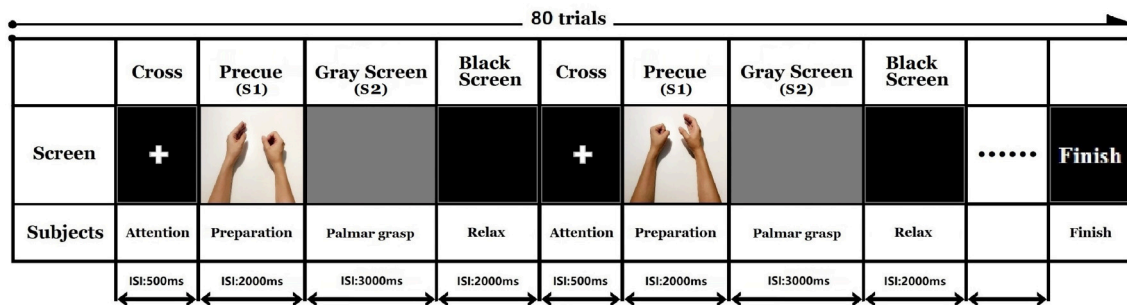 80 trials
Cross Precue (S1) Gray Screen (S2) Black Screen Cross Precue (S1) Gray Screen (S2) Black Screen
Screen ...... Finish
Subjects Attention Preparation Palmar grasp Relax Attention Preparation Palmar grasp Relax Finish
ISI:500ms ISI:2000ms ISI:3000ms ISI:2000ms ISI:500ms ISI:2000ms ISI:3000ms ISI:2000ms